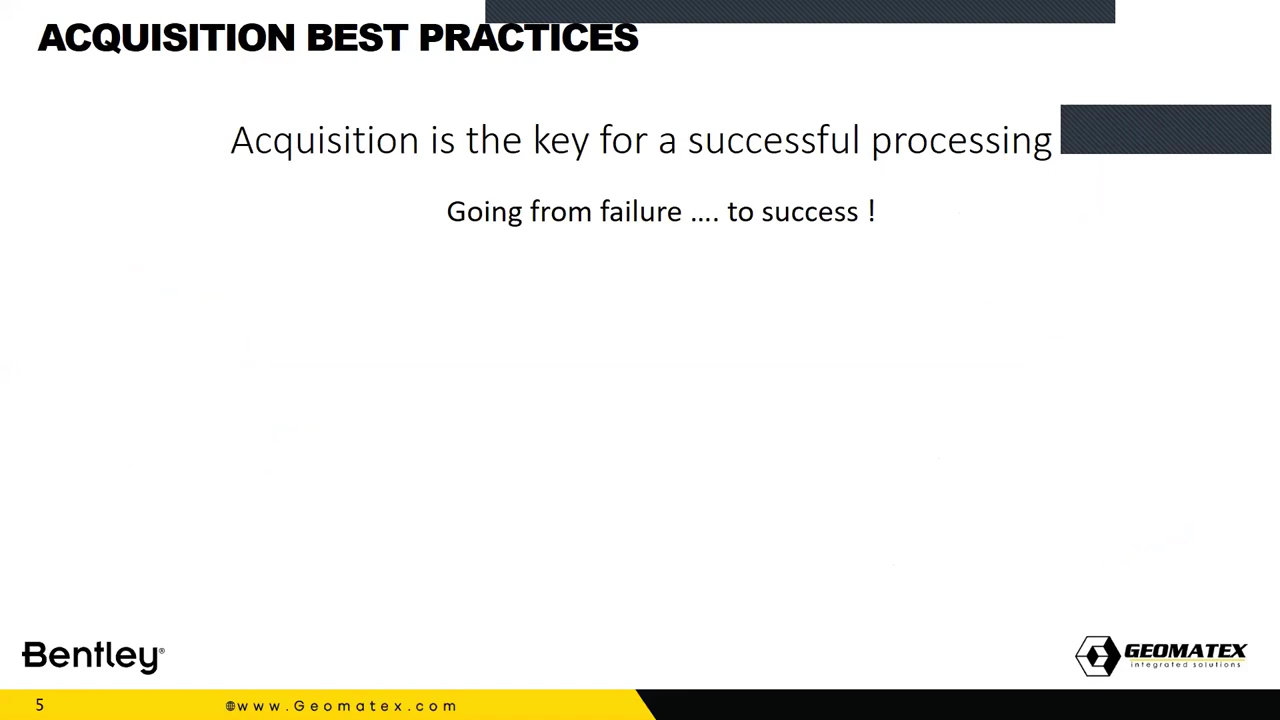 ACQUISITION BEST PRACTICES
Acquisition is the key for a successful processing
Going from failure .... to success !
Bentley®
GEOMATEX
integrated solutions
5
www.Geomatex.com